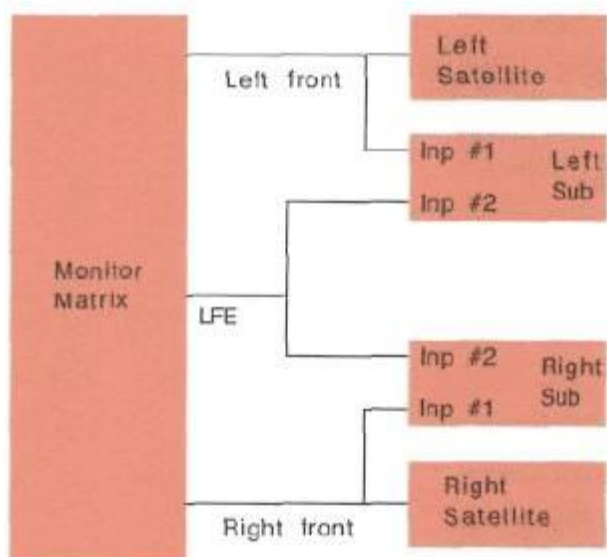 Left
Satellite
Left front
Inp #1
Left
Sub
Inp #2
Monitor
Matrix
LFE
Inp #2
Right
Sub
Inp #1
Right
Satellite
Right front